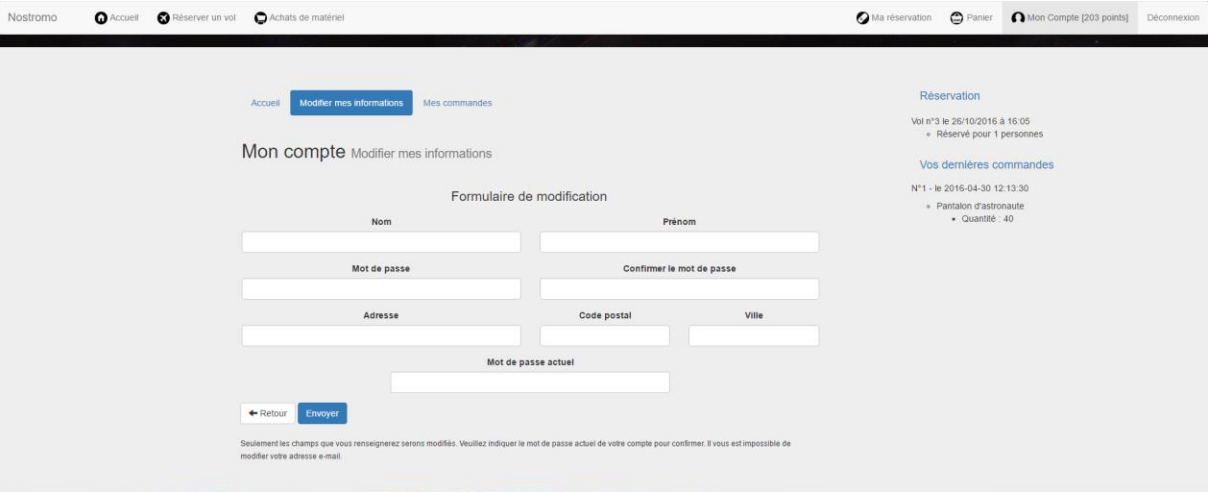 Nostromo Accueil Réserver un vol Achats de matériel Ma réservation Panier Mon Compte [203 points] Déconnexion
Accueil Modifier mes informations Mes commandes
Mon compte Modifier mes informations
Formulaire de modification
Nom Prénom
Mot de passe Confirmer le mot de passe
Adresse Code postal Ville
Mot de passe actuel
Retour Envoyer
Seulement les champs que vous renseignerez serons modifiés. Veuillez indiquer le mot de passe actuel de votre compte pour confirmer. Il vous est impossible de
modifier votre adresse e-mail.
Réservation
Vol n°3 le 26/10/2016 à 16:05
Réservé pour 1 personnes
Vos dernières commandes
N°1 - le 2016-04-30 12:13:30
Pantalon d'astronaute
Quantité : 40